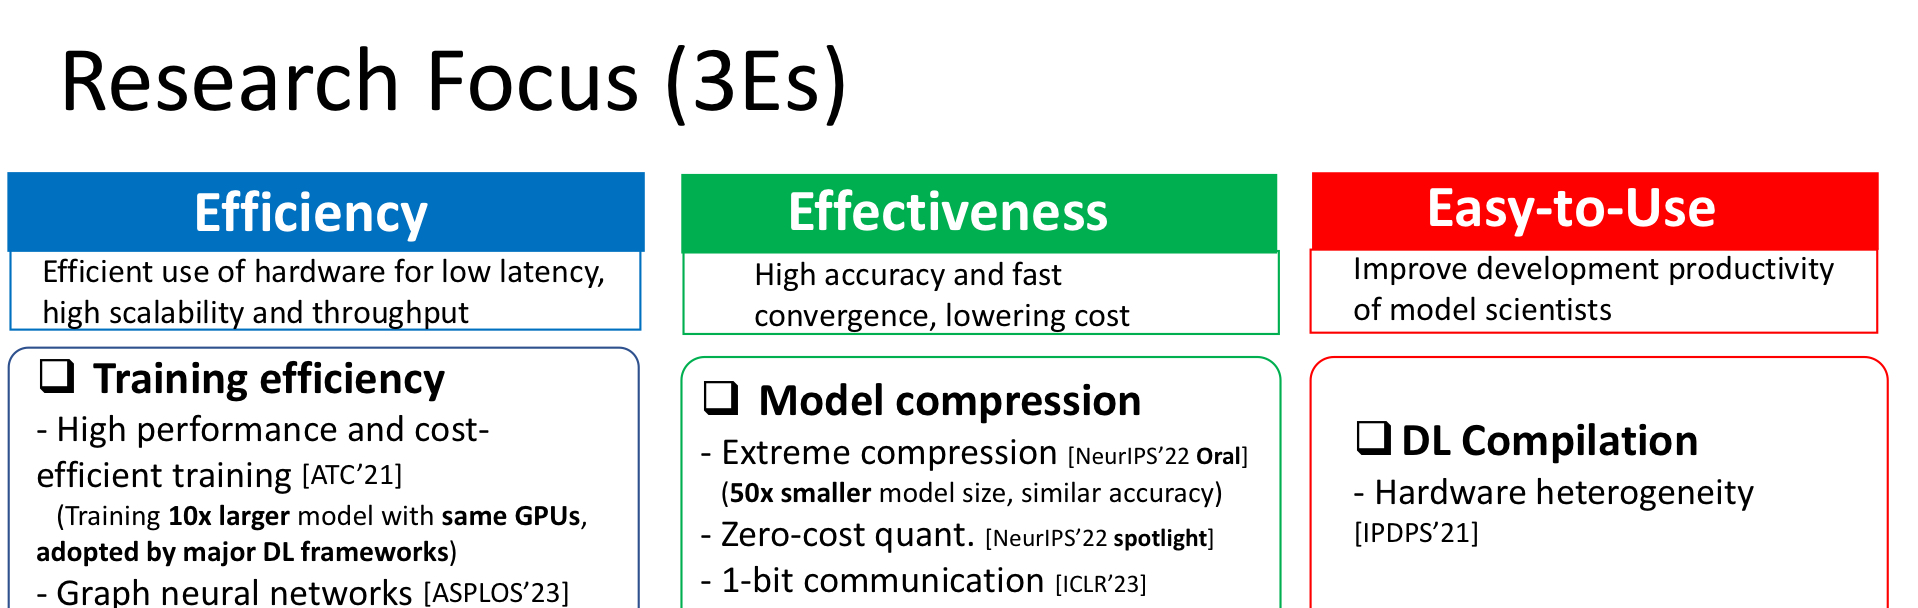 Research Focus (3Es)
Efficiency
Efficient use of hardware for low latency,
high scalability and throughput
Training efficiency
- High performance and cost-
efficient training [ATC’21]
(Training 10x larger model with same GPUs,
adopted by major DL frameworks)
- Graph neural networks [ASPLOS’23]
Effectiveness
High accuracy and fast
convergence, lowering cost
Model compression
- Extreme compression [NeurIPS’22 Oral]
(50x smaller model size, similar accuracy)
- Zero-cost quant. [NeurIPS’22 spotlight]
- 1-bit communication [ICLR’23]
Easy-to-Use
Improve development productivity
of model scientists
DL Compilation
- Hardware heterogeneity
[IPDPS’21]